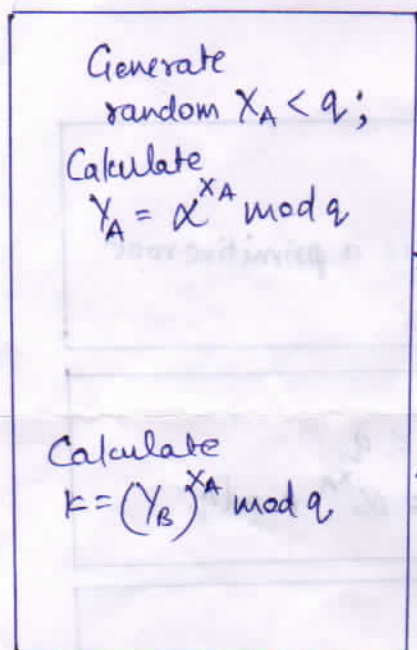 Generate
random X_A < q;
Calculate
Y_A = α^X_A mod q
Calculate
K = (Y_B)^X_A mod q